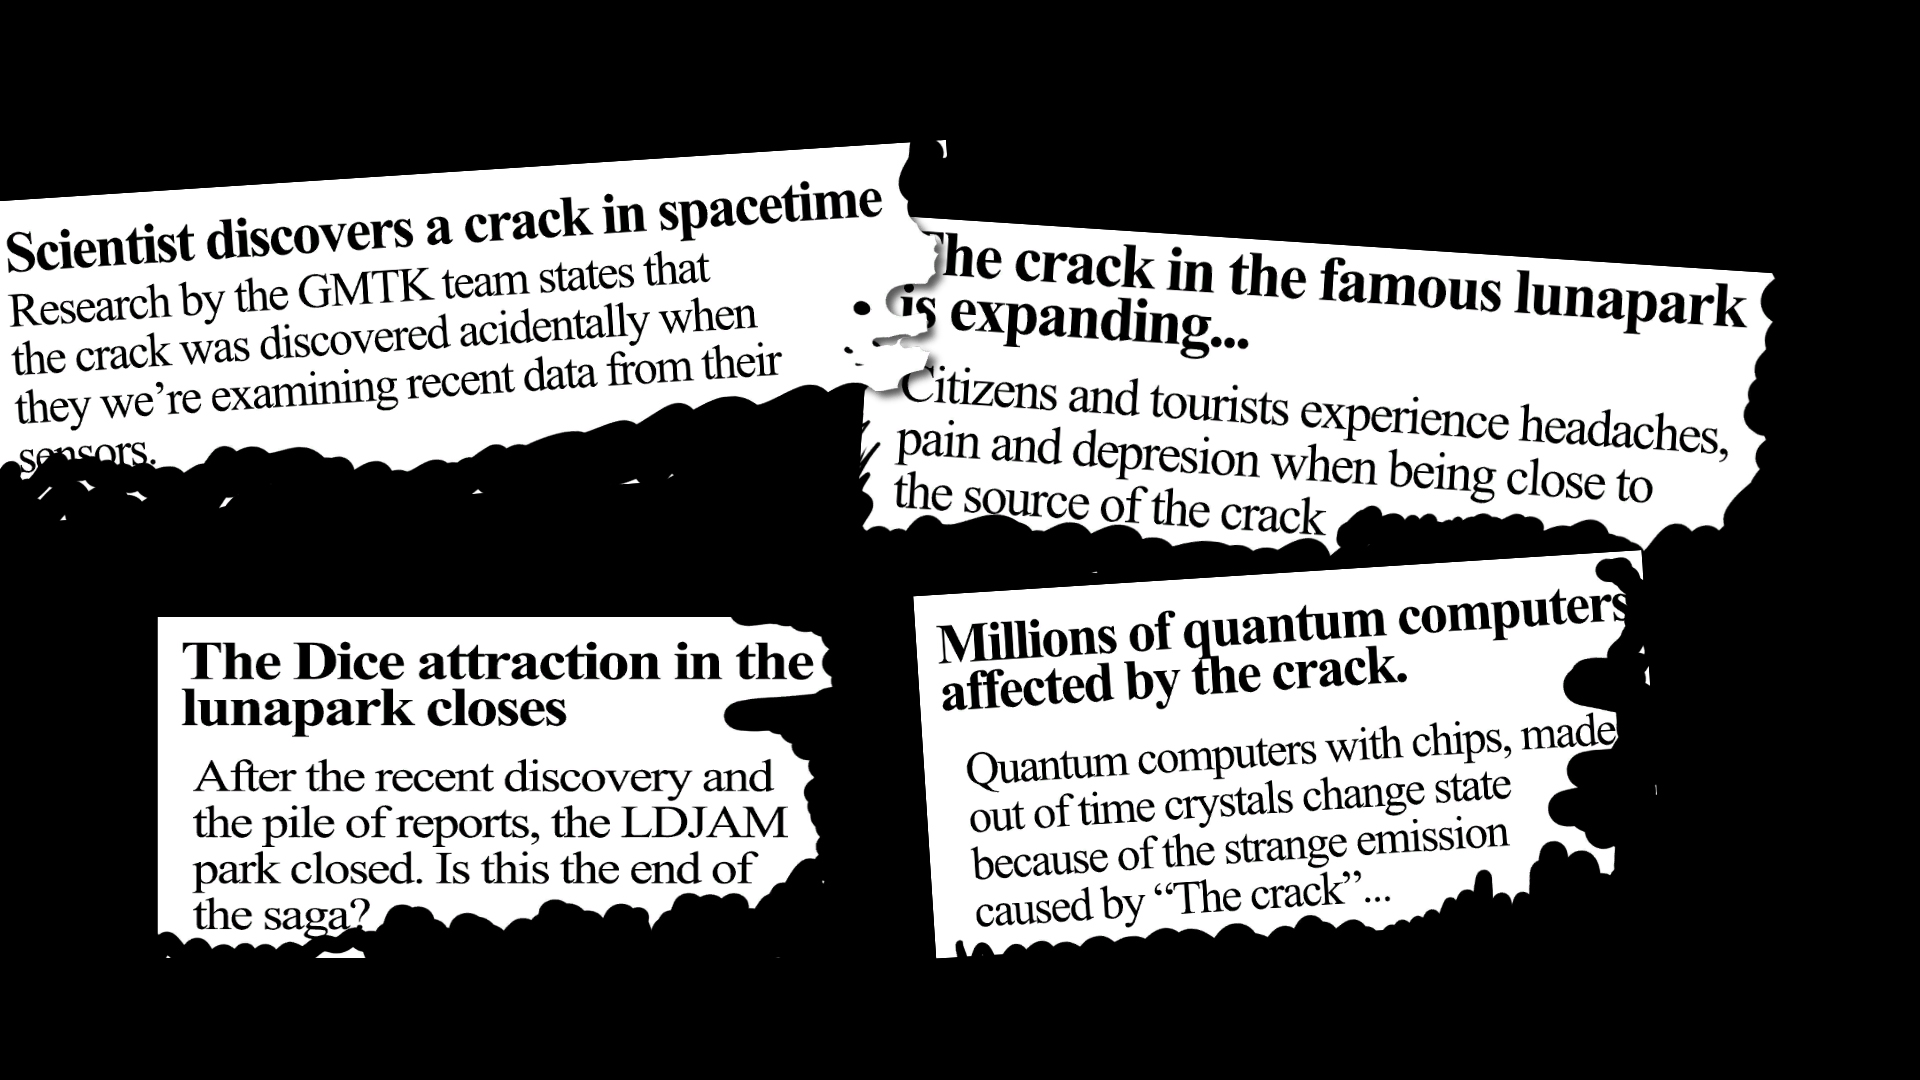 Scientist discovers a crack in spacetime
Research by the GMTK team states that
the crack was discovered acidentally when
they we’re examining recent data from their
sensors.
The crack in the famous lunapark
is expanding...
Citizens and tourists experience headaches,
pain and depresion when being close to
the source of the crack
The Dice attraction in the
lunapark closes
After the recent discovery and
the pile of reports, the LDJAM
park closed. Is this the end of
the saga?
Millions of quantum computers
affected by the crack.
Quantum computers with chips, made
out of time crystals change state
because of the strange emission
caused by “The crack”...